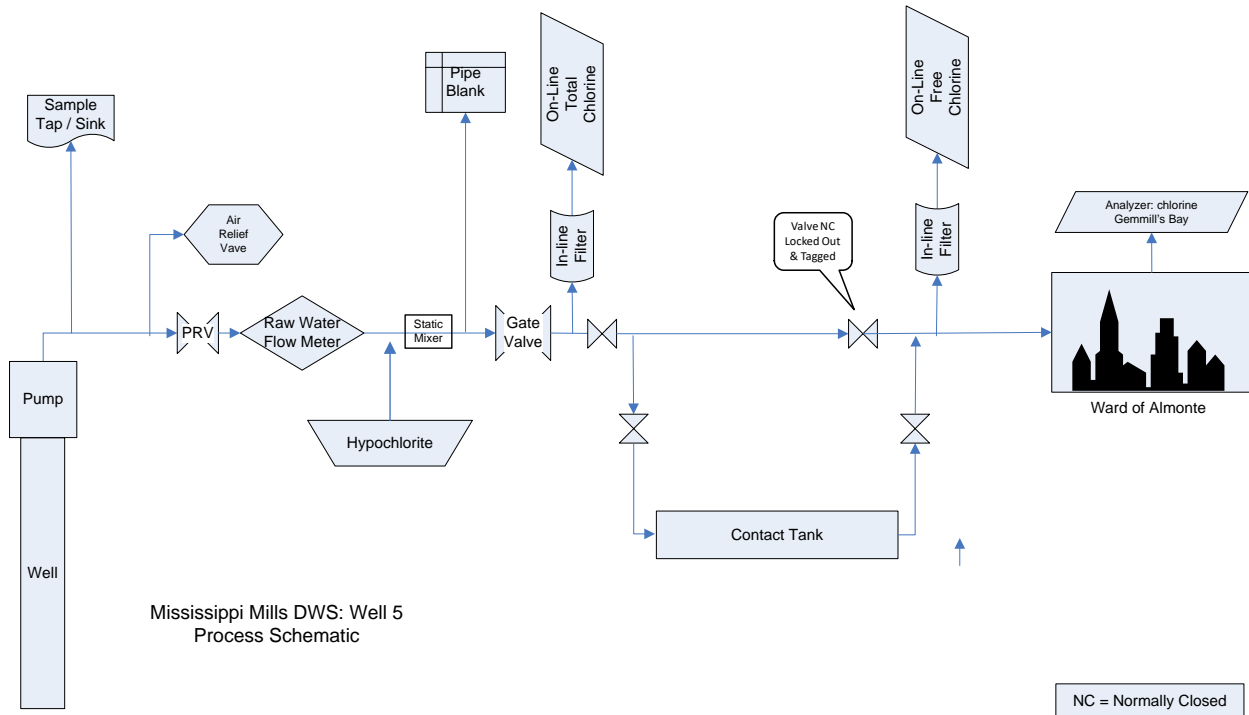 Sample
Tap / Sink
Pipe
Blank
On-Line
Total
Chlorine
On-Line
Free
Chlorine
Air
Relief
Vave
In-line
Filter
Valve NC
Locked Out
& Tagged
In-line
Filter
Analyzer: chlorine
Gemmill's Bay
PRV
Raw Water
Flow Meter
Static
Mixer
Gate
Valve
Pump
Hypochlorite
Ward of Almonte
Contact Tank
Well
Mississippi Mills DWS: Well 5
Process Schematic
NC = Normally Closed